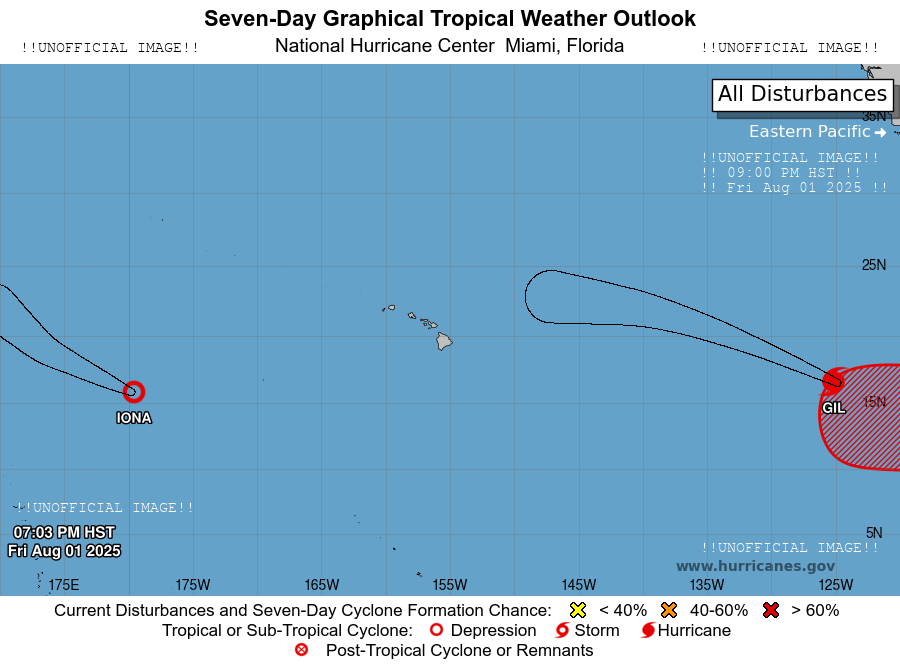 Seven-Day Graphical Tropical Weather Outlook
!!UNOFFICIAL IMAGE!! National Hurricane Center Miami, Florida !!UNOFFICIAL IMAGE!!
All Disturbances
35N
Eastern Pacific
!!UNOFFICIAL IMAGE!!
!! 09:00 PM HST !!
!! Fri Aug 01 2025 !!
25N
15N
GIL
IONA
!!UNOFFICIAL IMAGE!!
07:03 PM HST
Fri Aug 01 2025
5N
!!UNOFFICIAL IMAGE!!
www.hurricanes.gov
175E 175W 165W 155W 145W 135W 125W
Current Disturbances and Seven-Day Cyclone Formation Chance: < 40% 40-60% > 60%
Tropical or Sub-Tropical Cyclone: Depression Storm Hurricane
Post-Tropical Cyclone or Remnants